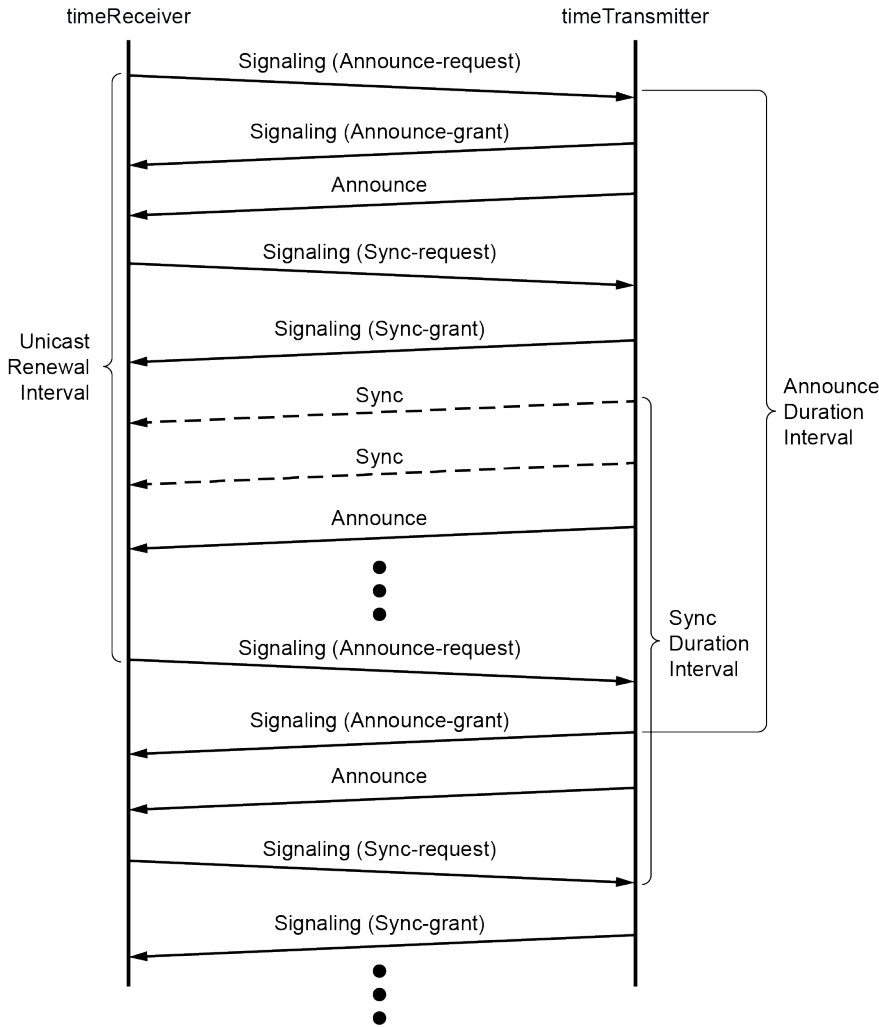 timeReceiver
timeTransmitter
Signaling (Announce-request)
Signaling (Announce-grant)
Announce
Signaling (Sync-request)
Signaling (Sync-grant)
Unicast
Renewal
Interval
Sync
Announce
Duration
Interval
Sync
Announce
Sync
Duration
Interval
Signaling (Announce-request)
Signaling (Announce-grant)
Announce
Signaling (Sync-request)
Signaling (Sync-grant)